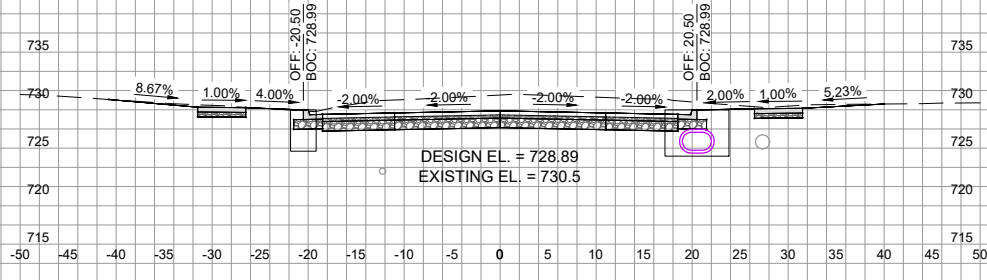 OFF: -20.50
BOC: 728.99
OFF: 20.50
BOC: 728.99
735 735
730 8.67% 1.00% 4.00% -2.00% -2.00% -2.00% -2.00% 2.00% 1.00% 5.23% 730
725 725
DESIGN EL. = 728.89
EXISTING EL. = 730.5
720 720
715 715
-50 -45 -40 -35 -30 -25 -20 -15 -10 -5 0 5 10 15 20 25 30 35 40 45 50